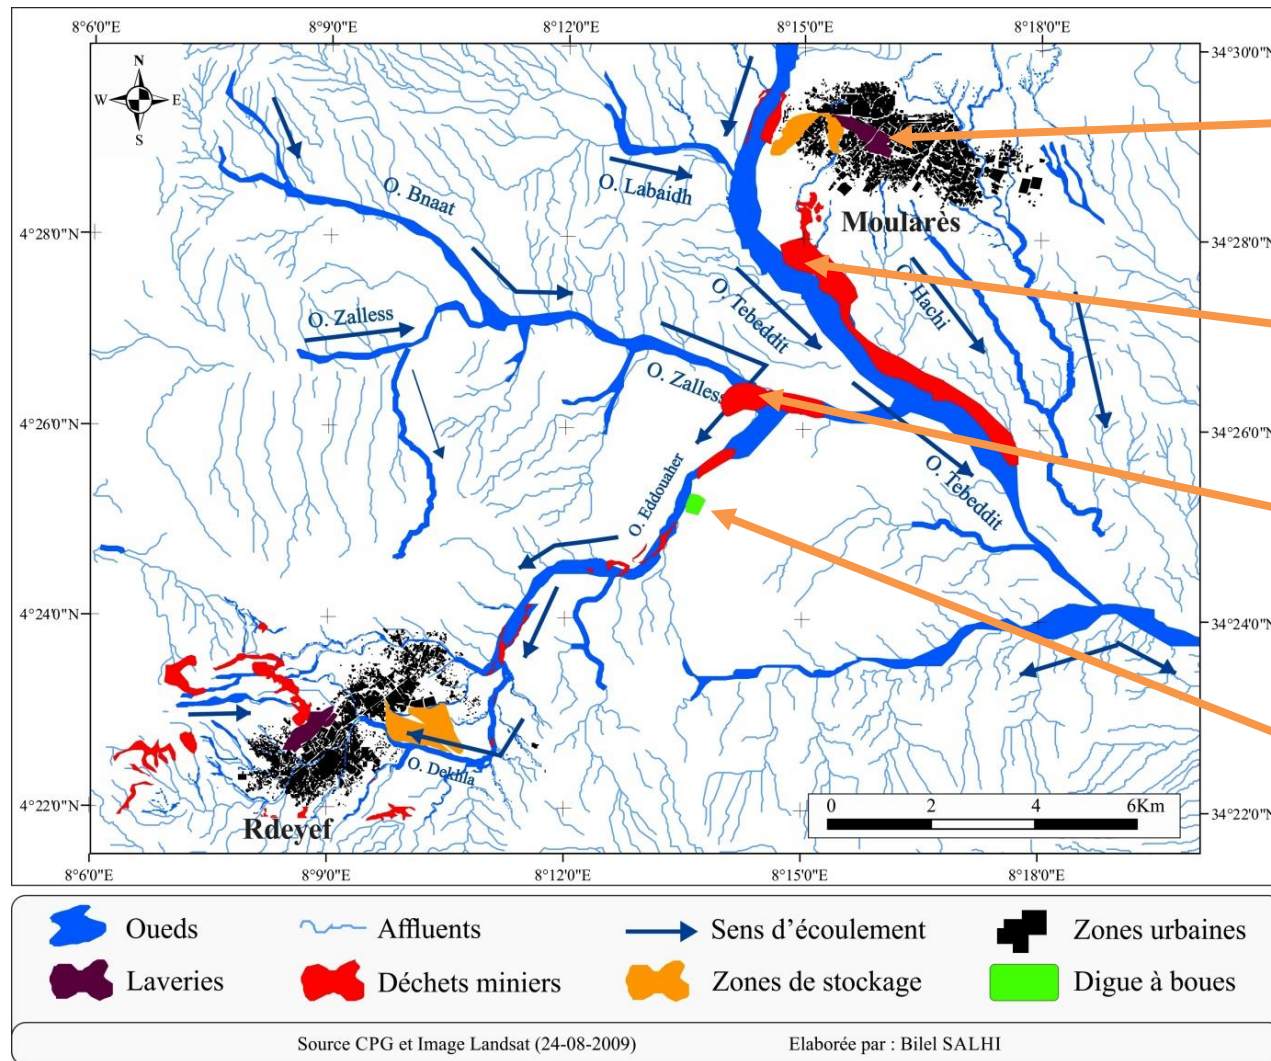 8°6'0"E 8°9'0"E 8°12'0"E 8°15'0"E 8°18'0"E
34°30'0"N
N
W E
S
O. Bnaat
O. Labaidh
Moularès
4°28'0"N
34°28'0"N
O. Hachi
O. Tebeddit
O. Zalless
O. Zalless
4°26'0"N
34°26'0"N
O. Eddouaher
O. Tebeddit
4°24'0"N
34°24'0"N
O. Dekhla
4°22'0"N
34°22'0"N
Rdeyef
0 2 4 6Km
8°6'0"E 8°9'0"E 8°12'0"E 8°15'0"E 8°18'0"E
Oueds Affluents Sens d'écoulement Zones urbaines
Laveries Déchets miniers Zones de stockage Digue à boues
Source CPG et Image Landsat (24-08-2009) Elaborée par : Bilel SALHI